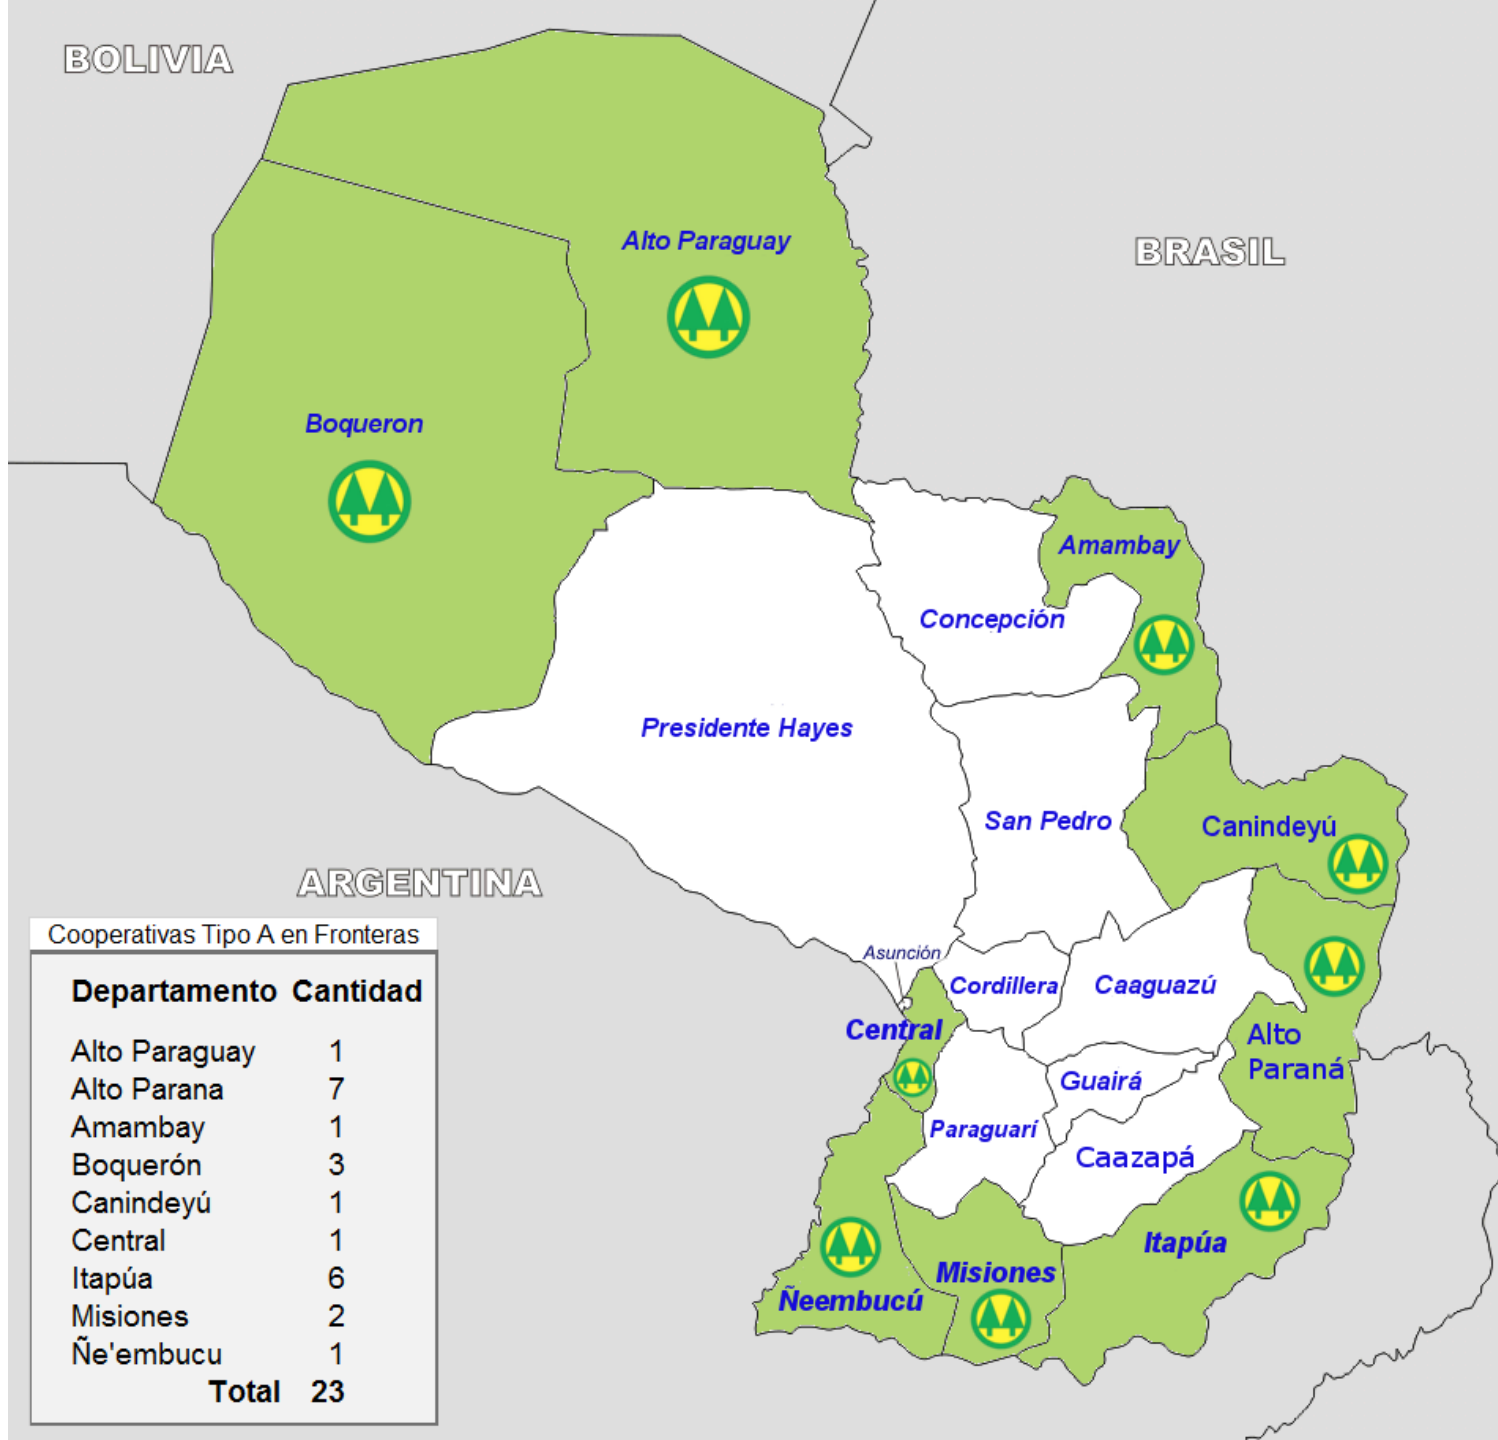 BOLIVIA
Alto Paraguay
BRASIL
Boqueron
Amambay
Concepción
Presidente Hayes
San Pedro
Canindeyú
ARGENTINA
Asunción
Cordillera
Caaguazú
Central
Alto
Paraná
Guairá
Paraguarí
Caazapá
Itapúa
Misiones
Ñeembucú
Cooperativas Tipo A en Fronteras
Departamento Cantidad
Alto Paraguay 1
Alto Parana 7
Amambay 1
Boquerón 3
Canindeyú 1
Central 1
Itapúa 6
Misiones 2
Ñe'embucu 1
Total 23